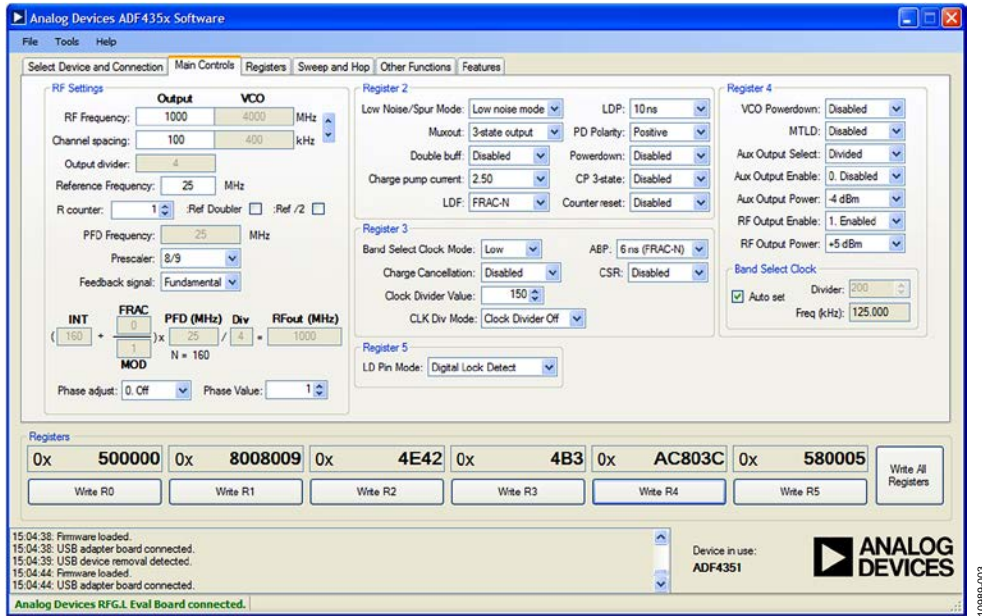 Analog Devices ADF435x Software
File Tools Help
Select Device and Connection Main Controls Registers Sweep and Hop Other Functions Features
RF Settings
Output VCO
RF Frequency: 1000 4000 MHz
Channel spacing: 100 400 kHz
Output divider: 4
Reference Frequency: 25 MHz
R counter: 1 :Ref Doubler :Ref /2
PFD Frequency: 25 MHz
Prescaler: 8/9
Feedback signal: Fundamental
INT FRAC PFD (MHz) Div RFout (MHz)
( 160 + 0 )x 25 / 4 = 1000
1 N = 160
MOD
Phase adjust: 0. Off Phase Value: 1
Register 2
Low Noise/Spur Mode: Low noise mode LDP: 10 ns
Muxout: 3-state output PD Polarity: Positive
Double buff: Disabled Powerdown: Disabled
Charge pump current: 2.50 CP 3-state: Disabled
LDF: FRAC-N Counter reset: Disabled
Register 3
Band Select Clock Mode: Low ABP: 6 ns (FRAC-N)
Charge Cancellation: Disabled CSR: Disabled
Clock Divider Value: 150
CLK Div Mode: Clock Divider Off
Register 5
LD Pin Mode: Digital Lock Detect
Register 4
VCO Powerdown: Disabled
MTLD: Disabled
Aux Output Select: Divided
Aux Output Enable: 0. Disabled
Aux Output Power: -4 dBm
RF Output Enable: 1. Enabled
RF Output Power: +5 dBm
Band Select Clock
Auto set Divider: 200
Freq (kHz): 125.000
Registers
0x 500000 0x 8008009 0x 4E42 0x 4B3 0x AC803C 0x 580005
Write R0 Write R1 Write R2 Write R3 Write R4 Write R5 Write All Registers
15:04:38: Firmware loaded.
15:04:38: USB adapter board connected.
15:04:39: USB device removal detected.
15:04:44: Firmware loaded.
15:04:44: USB adapter board connected.
Device in use:
ADF4351
ANALOG
DEVICES
Analog Devices RFG.L Eval Board connected.
10989-003